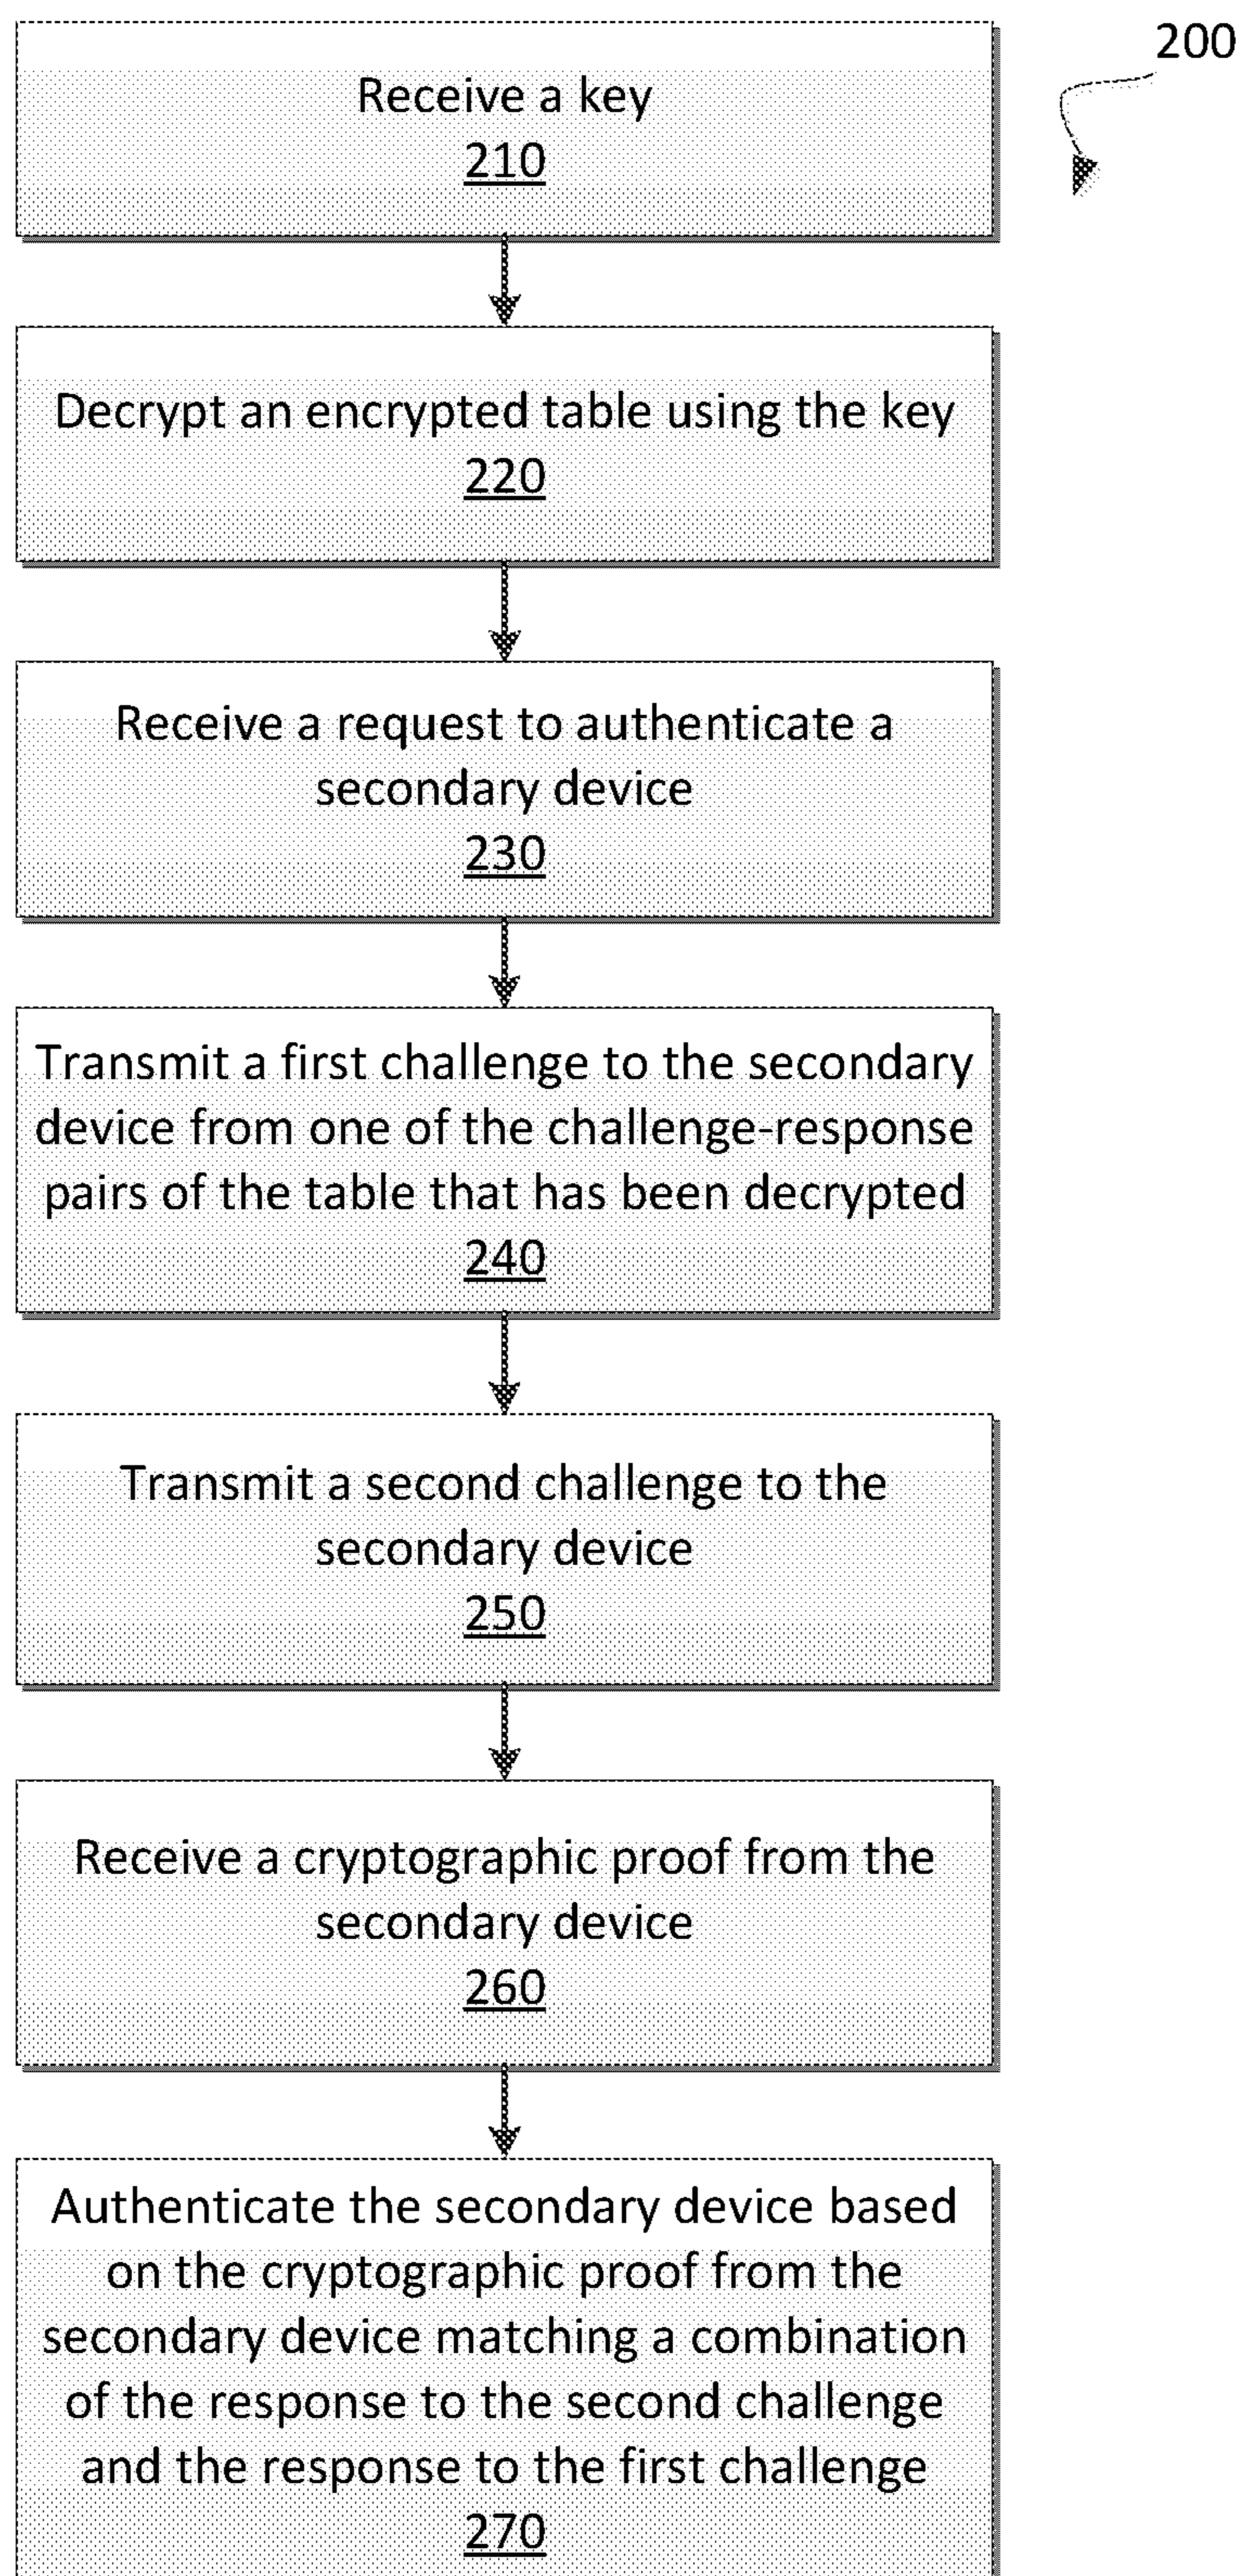 200
Receive a key
210
Decrypt an encrypted table using the key
220
Receive a request to authenticate a
secondary device
230
Transmit a first challenge to the secondary
device from one of the challenge-response
pairs of the table that has been decrypted
240
Transmit a second challenge to the
secondary device
250
Receive a cryptographic proof from the
secondary device
260
Authenticate the secondary device based
on the cryptographic proof from the
secondary device matching a combination
of the response to the second challenge
and the response to the first challenge
270